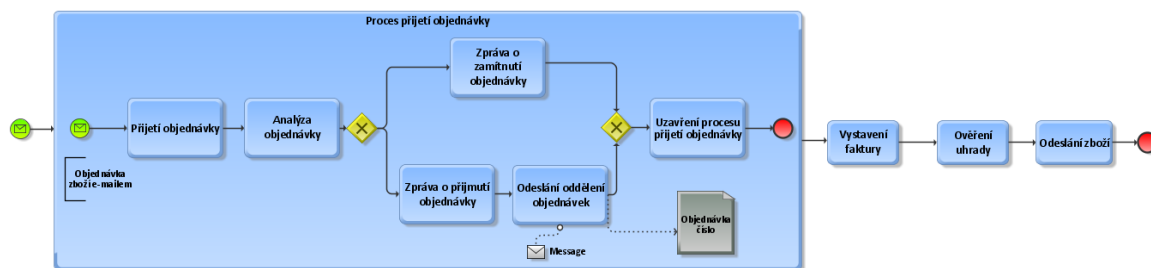 Proces přijetí objednávky
Zpráva o
zamítnutí
objednávky
Přijetí objednávky
Analýza
objednávky
Uzavření procesu
přijetí objednávky
Vystavení
faktury
Ověření
uhrady
Odeslání zboží
Objednávka
zboží e-mailem
Zpráva o přijmutí
objednávky
Odeslání oddělení
objednávek
Objednávka
číslo
Message